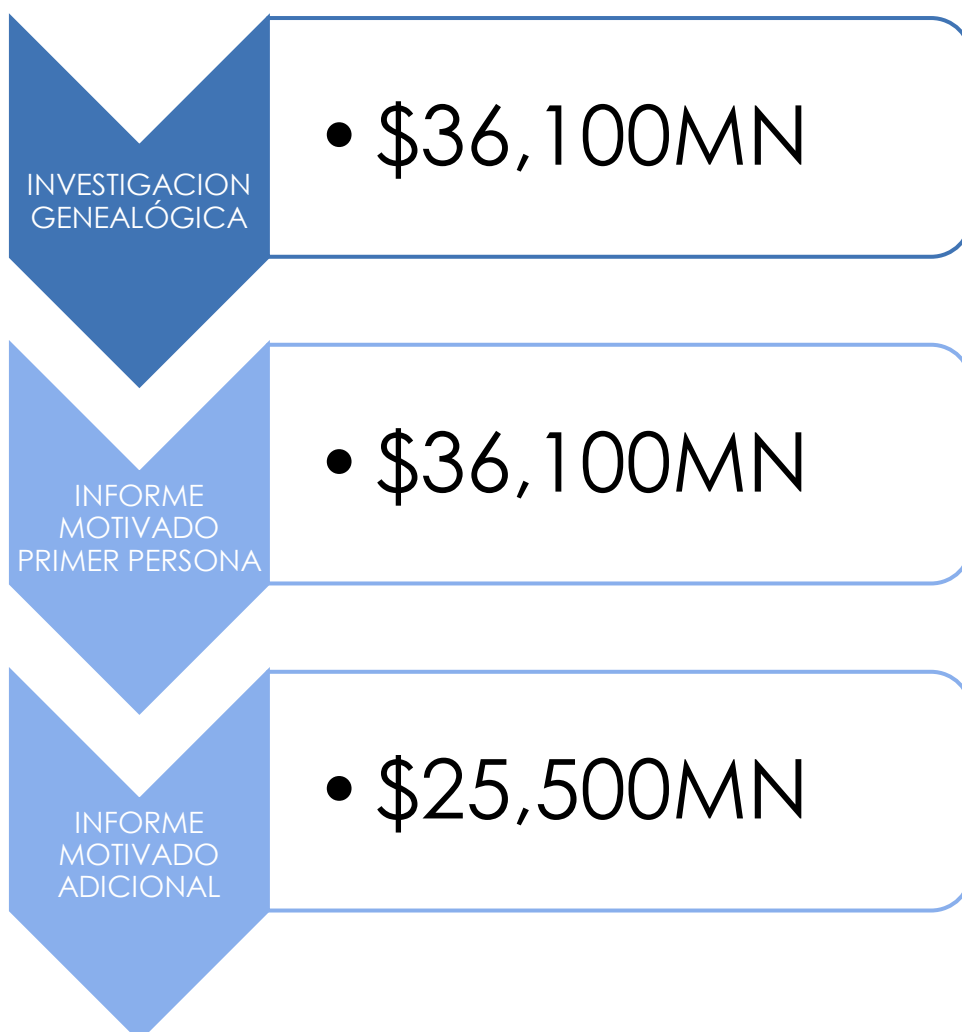 INVESTIGACION
GENEALÓGICA
• $36,100MN
INFORME
MOTIVADO
PRIMER PERSONA
• $36,100MN
INFORME
MOTIVADO
ADICIONAL
• $25,500MN